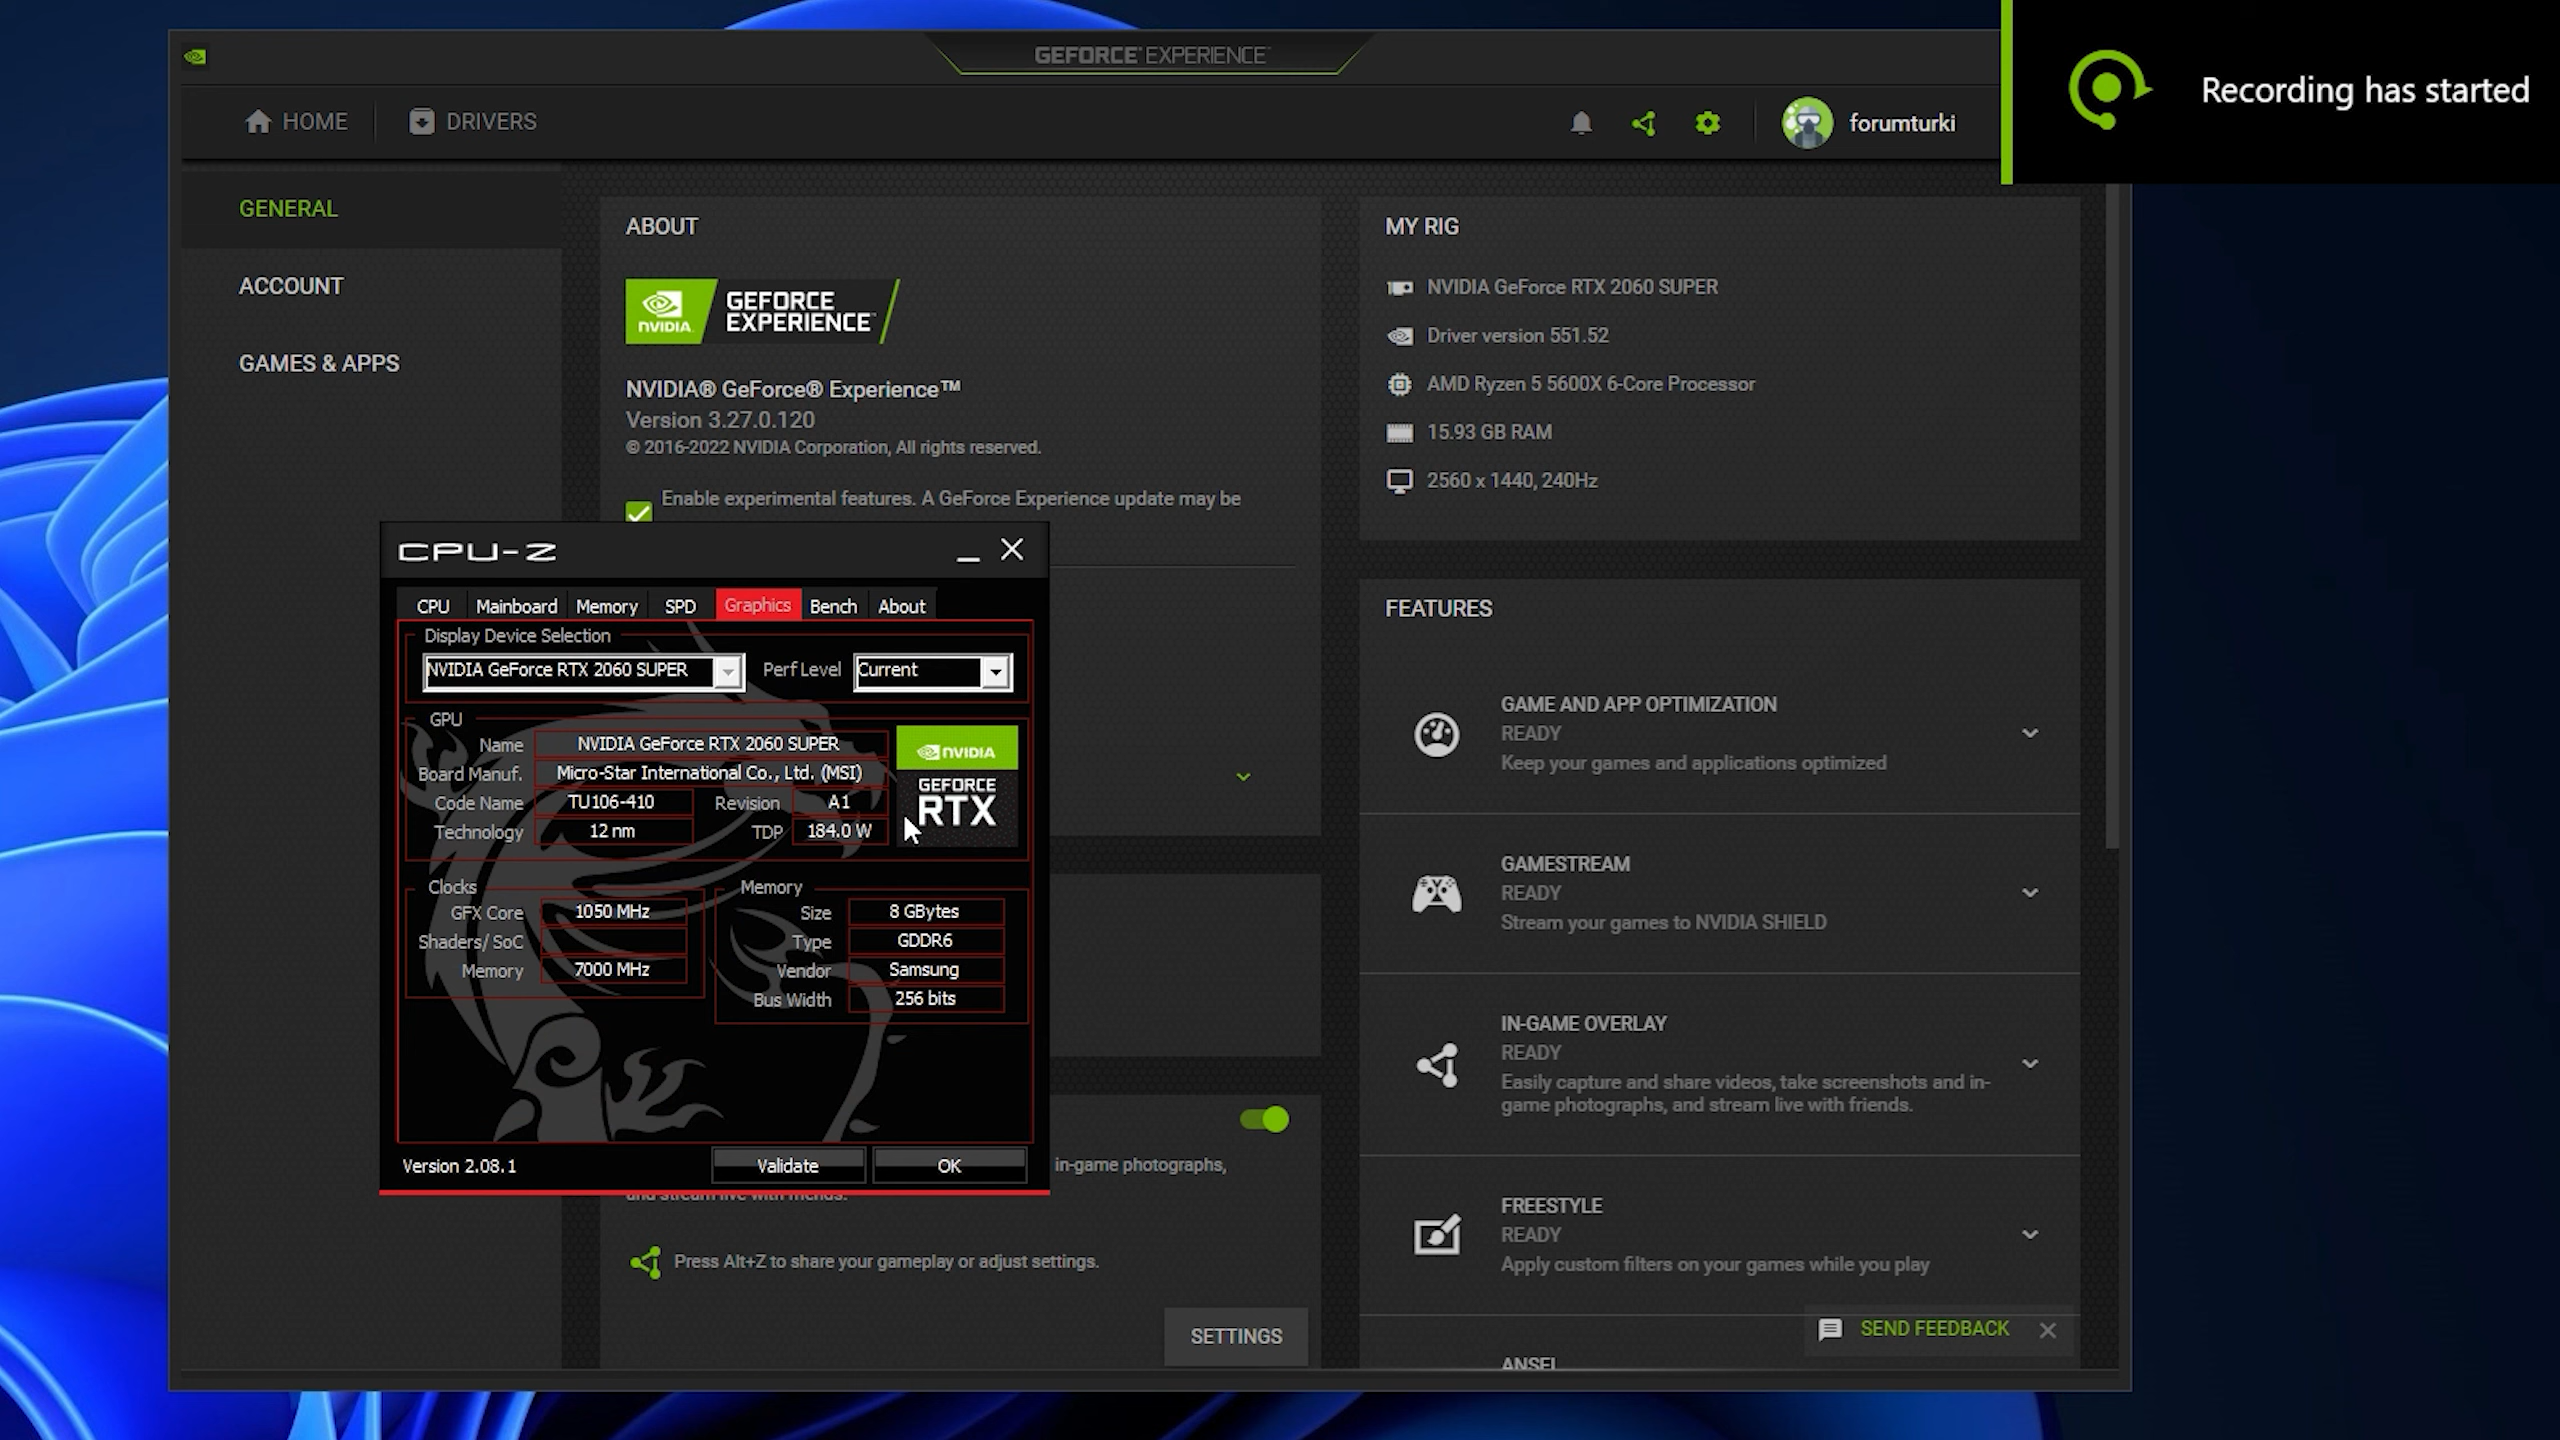 GEFORCE® EXPERIENCE
Recording has started
HOME
DRIVERS
forumturki
GENERAL
ACCOUNT
GAMES & APPS
ABOUT
NVIDIA
GEFORCE
EXPERIENCE™
NVIDIA® GeForce® Experience™
Version 3.27.0.120
© 2016-2022 NVIDIA Corporation, All rights reserved.
Enable experimental features. A GeForce Experience update may be
MY RIG
NVIDIA GeForce RTX 2060 SUPER
Driver version 551.52
AMD Ryzen 5 5600X 6-Core Processor
15.93 GB RAM
2560 x 1440, 240Hz
CPU-Z
CPU Mainboard Memory SPD Graphics Bench About
Display Device Selection
NVIDIA GeForce RTX 2060 SUPER Perf Level Current
GPU
Name NVIDIA GeForce RTX 2060 SUPER
Board Manuf. Micro-Star International Co., Ltd. (MSI)
Code Name TU106-410 Revision A1
Technology 12 nm TDP 184.0 W
NVIDIA
GEFORCE
RTX
Clocks
GFX Core 1050 MHz
Shaders/ SoC
Memory 7000 MHz
Memory
Size 8 GBytes
Type GDDR6
Vendor Samsung
Bus Width 256 bits
Version 2.08.1
Validate
OK
in-game photographs,
and stream live with friends.
Press Alt+Z to share your gameplay or adjust settings.
SETTINGS
FEATURES
GAME AND APP OPTIMIZATION
READY
Keep your games and applications optimized
GAMESTREAM
READY
Stream your games to NVIDIA SHIELD
IN-GAME OVERLAY
READY
Easily capture and share videos, take screenshots and in-
game photographs, and stream live with friends.
FREESTYLE
READY
Apply custom filters on your games while you play
SEND FEEDBACK
ANSEL